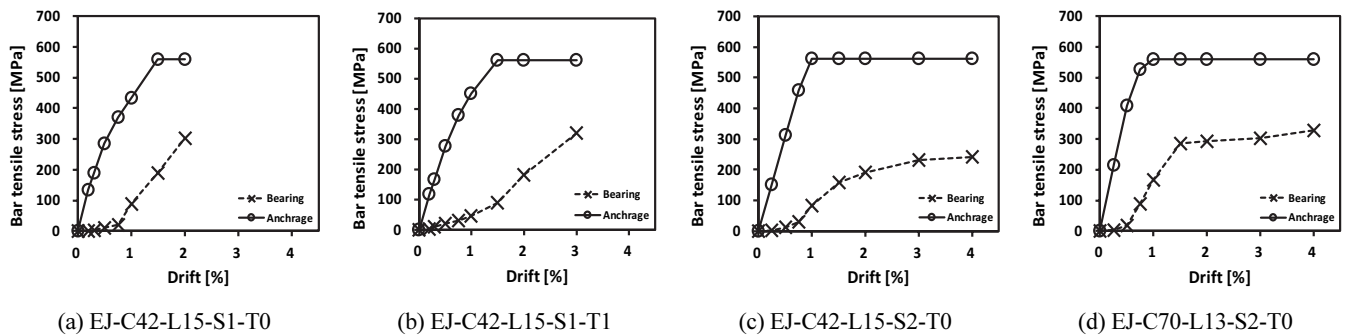 Bar tensile stress [MPa]
700
600
500
400
300
200
100
0
Bearing
Anchrage
0 1 2 3 4
Drift [%]
(a) EJ-C42-L15-S1-T0
Bar tensile stress [MPa]
700
600
500
400
300
200
100
0
Bearing
Anchrage
0 1 2 3 4
Drift [%]
(b) EJ-C42-L15-S1-T1
Bar tensile stress [MPa]
700
600
500
400
300
200
100
0
Bearing
Anchrage
0 1 2 3 4
Drift [%]
(c) EJ-C42-L15-S2-T0
Bar tensile stress [MPa]
700
600
500
400
300
200
100
0
Bearing
Anchrage
0 1 2 3 4
Drift [%]
(d) EJ-C70-L13-S2-T0